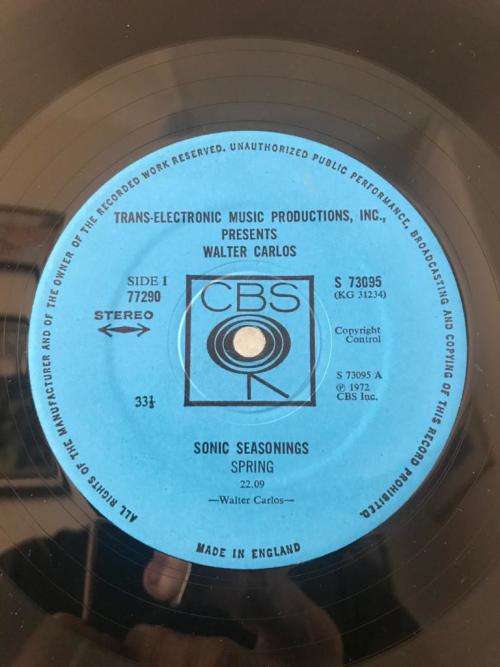 ALL RIGHTS OF THE MANUFACTURER AND OF THE OWNER OF THE RECORDED WORK RESERVED. UNAUTHORIZED PUBLIC PERFORMANCE, BROADCASTING AND COPYING OF THIS RECORD PROHIBITED.
TRANS-ELECTRONIC MUSIC PRODUCTIONS, INC.,
PRESENTS
WALTER CARLOS
SIDE I
77290
STEREO
33⅓
CBS
S 73095
(KG 31234)
Copyright
Control
S 73095 A
℗ 1972
CBS Inc.
SONIC SEASONINGS
SPRING
22.09
—Walter Carlos—
MADE IN ENGLAND